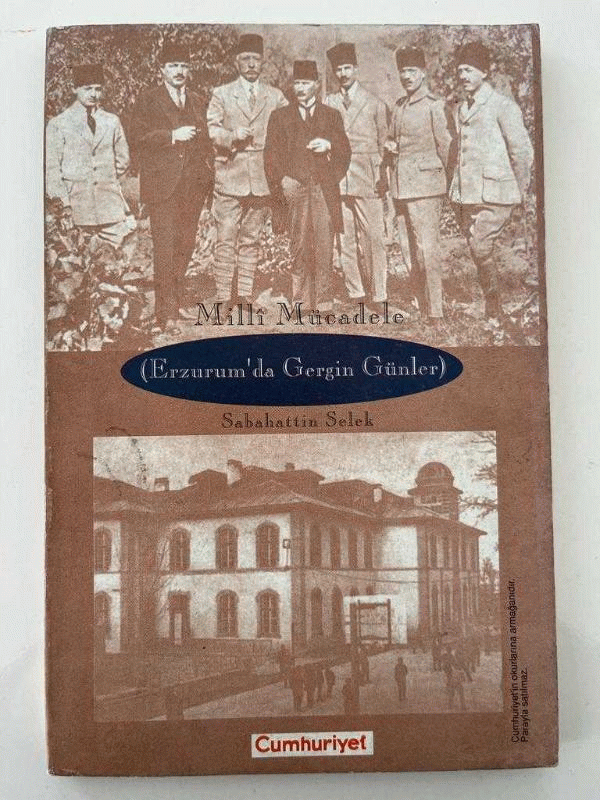 Millî Mücadele
(Erzurum'da Gergin Günler)
Sabahattin Selek
Cumhuriyet'in okurlarına armağanıdır.
Parayla satılmaz.
Cumhuriyet